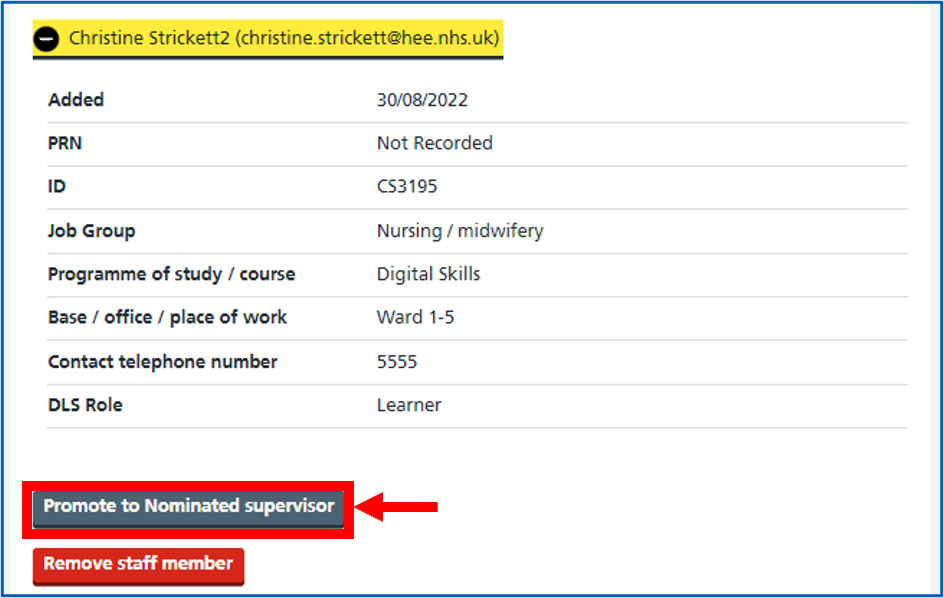 Christine Strickett2 (christine.strickett@hee.nhs.uk)
Added 30/08/2022
PRN Not Recorded
ID CS3195
Job Group Nursing / midwifery
Programme of study / course Digital Skills
Base / office / place of work Ward 1-5
Contact telephone number 5555
DLS Role Learner
Promote to Nominated supervisor
Remove staff member